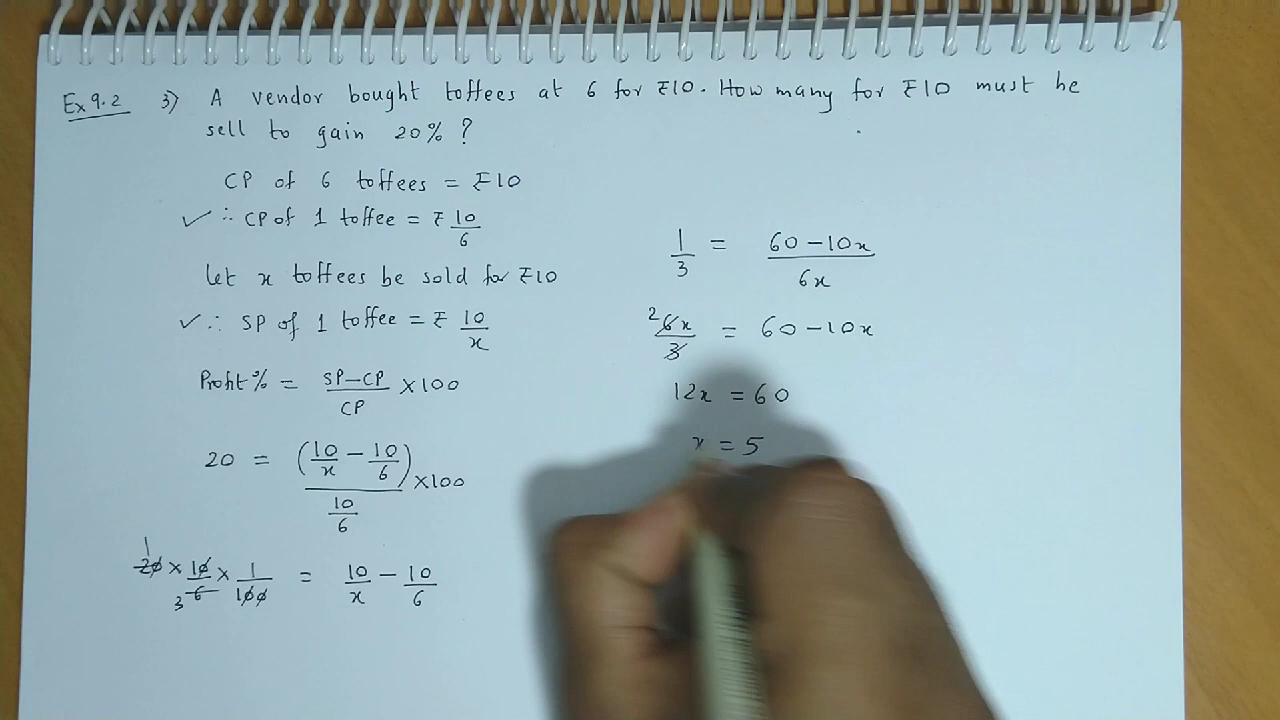 Ex 9.2 3) A vendor bought toffees at 6 for ₹10. How many for ₹10 must he
sell to gain 20% ?
CP of 6 toffees = ₹10
✓ ∴ CP of 1 toffee = ₹ 10/6
Let x toffees be sold for ₹10
✓ ∴ SP of 1 toffee = ₹ 10/x
Profit % = (SP-CP)/CP × 100
20 = (10/x - 10/6)/(10/6) × 100
1 20 × 10/6 3 × 1/100 = 10/x - 10/6
1/3 = (60-10x)/6x
2 6x/3 = 60-10x
12x = 60
x = 5